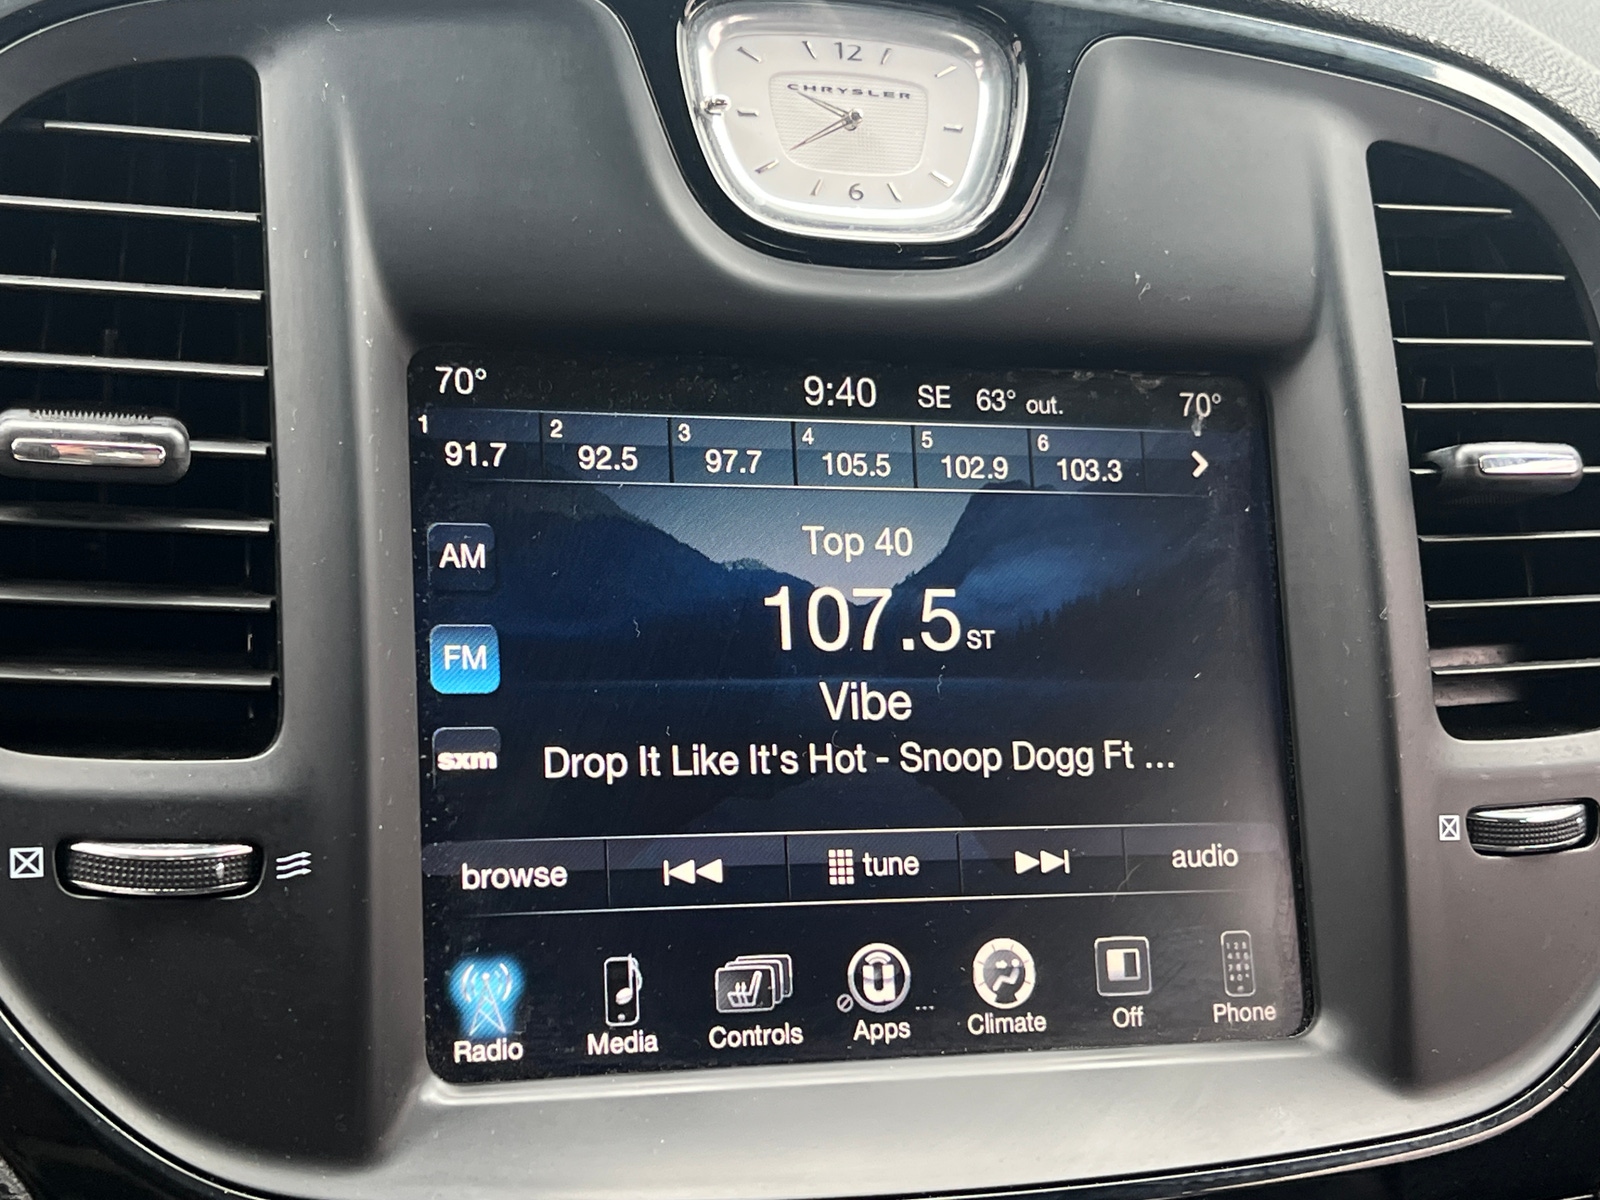 12
CHRYSLER
6
70° 9:40 SE 63° out. 70°
1 2 3 4 5 6
91.7 92.5 97.7 105.5 102.9 103.3
Top 40
AM
107.5 ST
FM
Vibe
sxm
Drop It Like It's Hot - Snoop Dogg Ft ...
browse tune audio
Radio Media Controls Apps ... Climate Off Phone